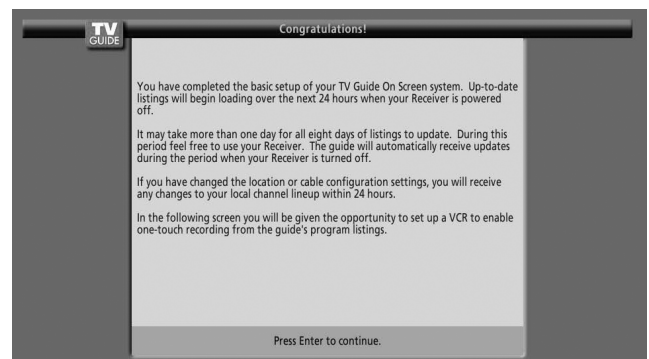 TV
GUIDE
Congratulations!
You have completed the basic setup of your TV Guide On Screen system. Up-to-date
listings will begin loading over the next 24 hours when your Receiver is powered
off.
It may take more than one day for all eight days of listings to update. During this
period feel free to use your Receiver. The guide will automatically receive updates
during the period when your Receiver is turned off.
If you have changed the location or cable configuration settings, you will receive
any changes to your local channel lineup within 24 hours.
In the following screen you will be given the opportunity to set up a VCR to enable
one-touch recording from the guide's program listings.
Press Enter to continue.